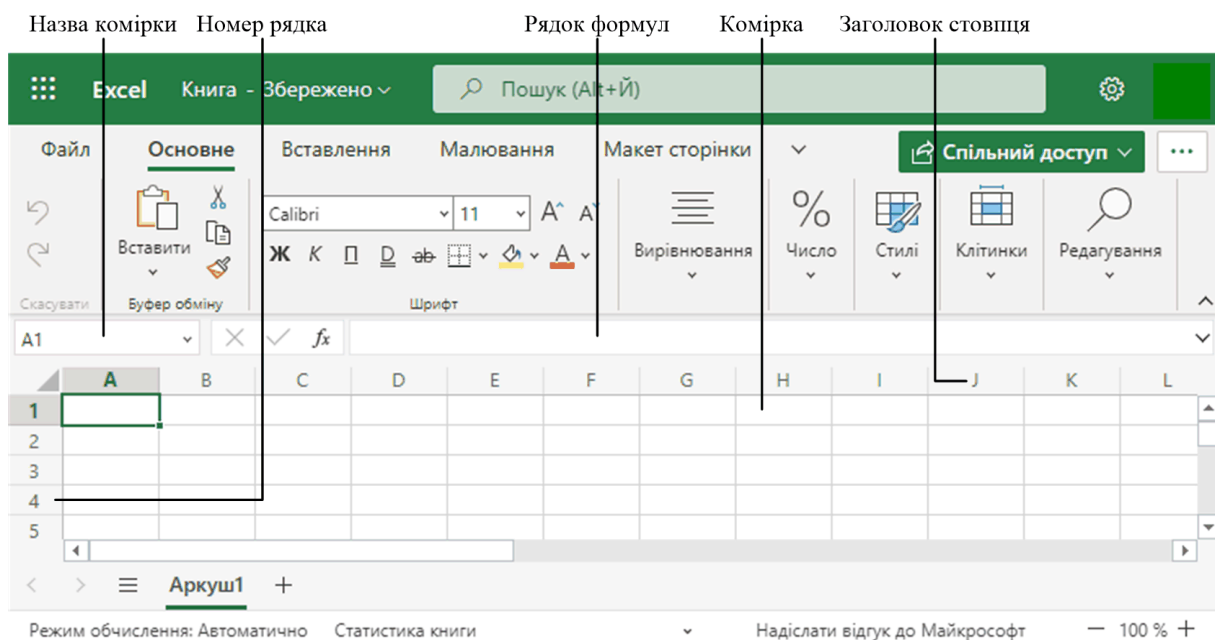 Назва комірки Номер рядка Рядок формул Комірка Заголовок стовпця
Excel Книга - Збережено Пошук (Alt+Й)
Файл Основне Вставлення Малювання Макет сторінки Спільний доступ ...
Calibri 11 A^ Aˇ
Вставити Ж К П D ab A Вирівнювання % Число Стилі Клітинки Редагування
Скасувати Буфер обміну Шрифт
A1 fx
A B C D E F G H I J K L
1
2
3
4
5
Аркуш1 +
Режим обчислення: Автоматично Статистика книги Надіслати відгук до Майкрософт — 100 % +